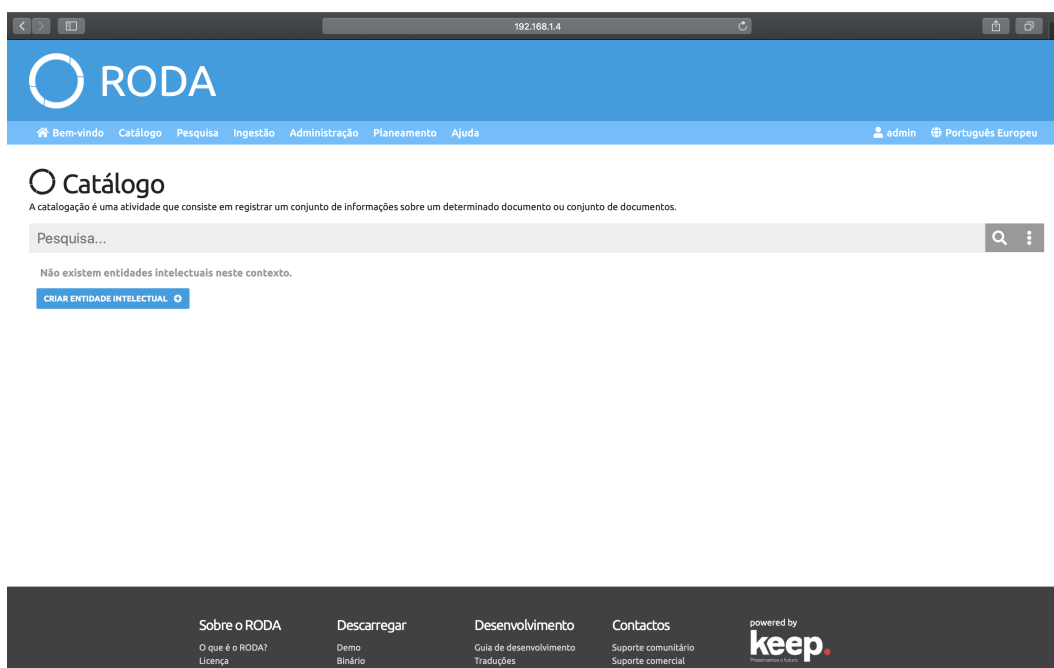 192.168.1.4
RODA
Bem-vindo Catálogo Pesquisa Ingestão Administração Planeamento Ajuda admin Português Europeu
Catálogo
A catalogação é uma atividade que consiste em registrar um conjunto de informações sobre um determinado documento ou conjunto de documentos.
Pesquisa...
Não existem entidades intelectuais neste contexto.
CRIAR ENTIDADE INTELECTUAL
Sobre o RODA
O que é o RODA?
Licença
Descarregar
Demo
Binário
Desenvolvimento
Guia de desenvolvimento
Traduções
Contactos
Suporte comunitário
Suporte comercial
powered by
keep.
Preservamos o futuro